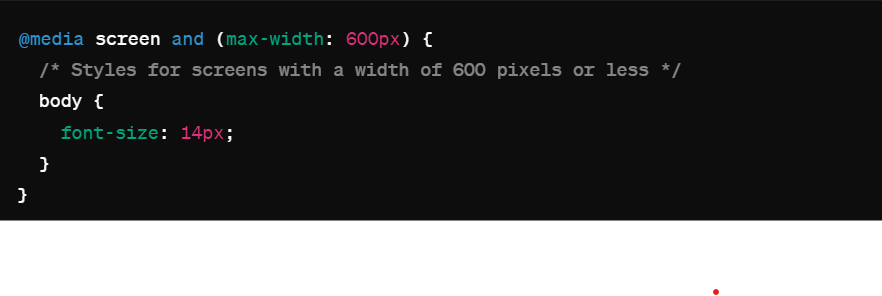 @media screen and (max-width: 600px) {
/* Styles for screens with a width of 600 pixels or less */
body {
font-size: 14px;
}
}